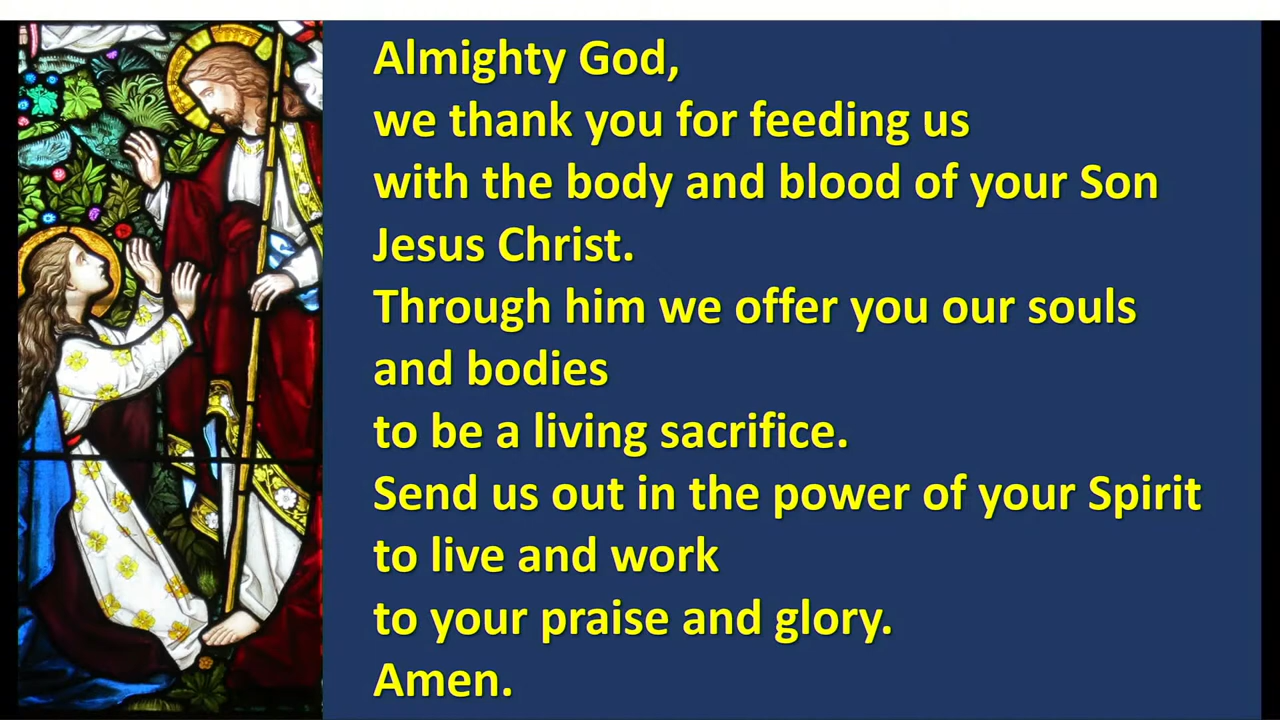 Almighty God,
we thank you for feeding us
with the body and blood of your Son
Jesus Christ.
Through him we offer you our souls
and bodies
to be a living sacrifice.
Send us out in the power of your Spirit
to live and work
to your praise and glory.
Amen.